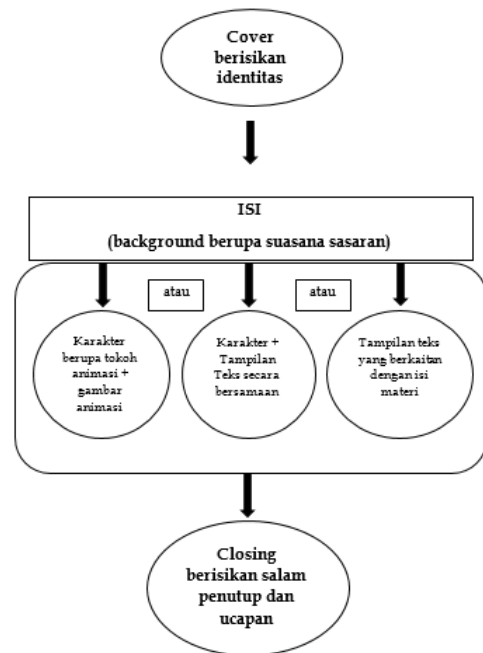 Cover
berisikan
identitas
ISI
(background berupa suasana sasaran)
atau
atau
Karakter
berupa tokoh
animasi +
gambar
animasi
Karakter +
Tampilan
Teks secara
bersamaan
Tampilan teks
yang berkaitan
dengan isi
materi
Closing
berisikan salam
penutup dan
ucapan